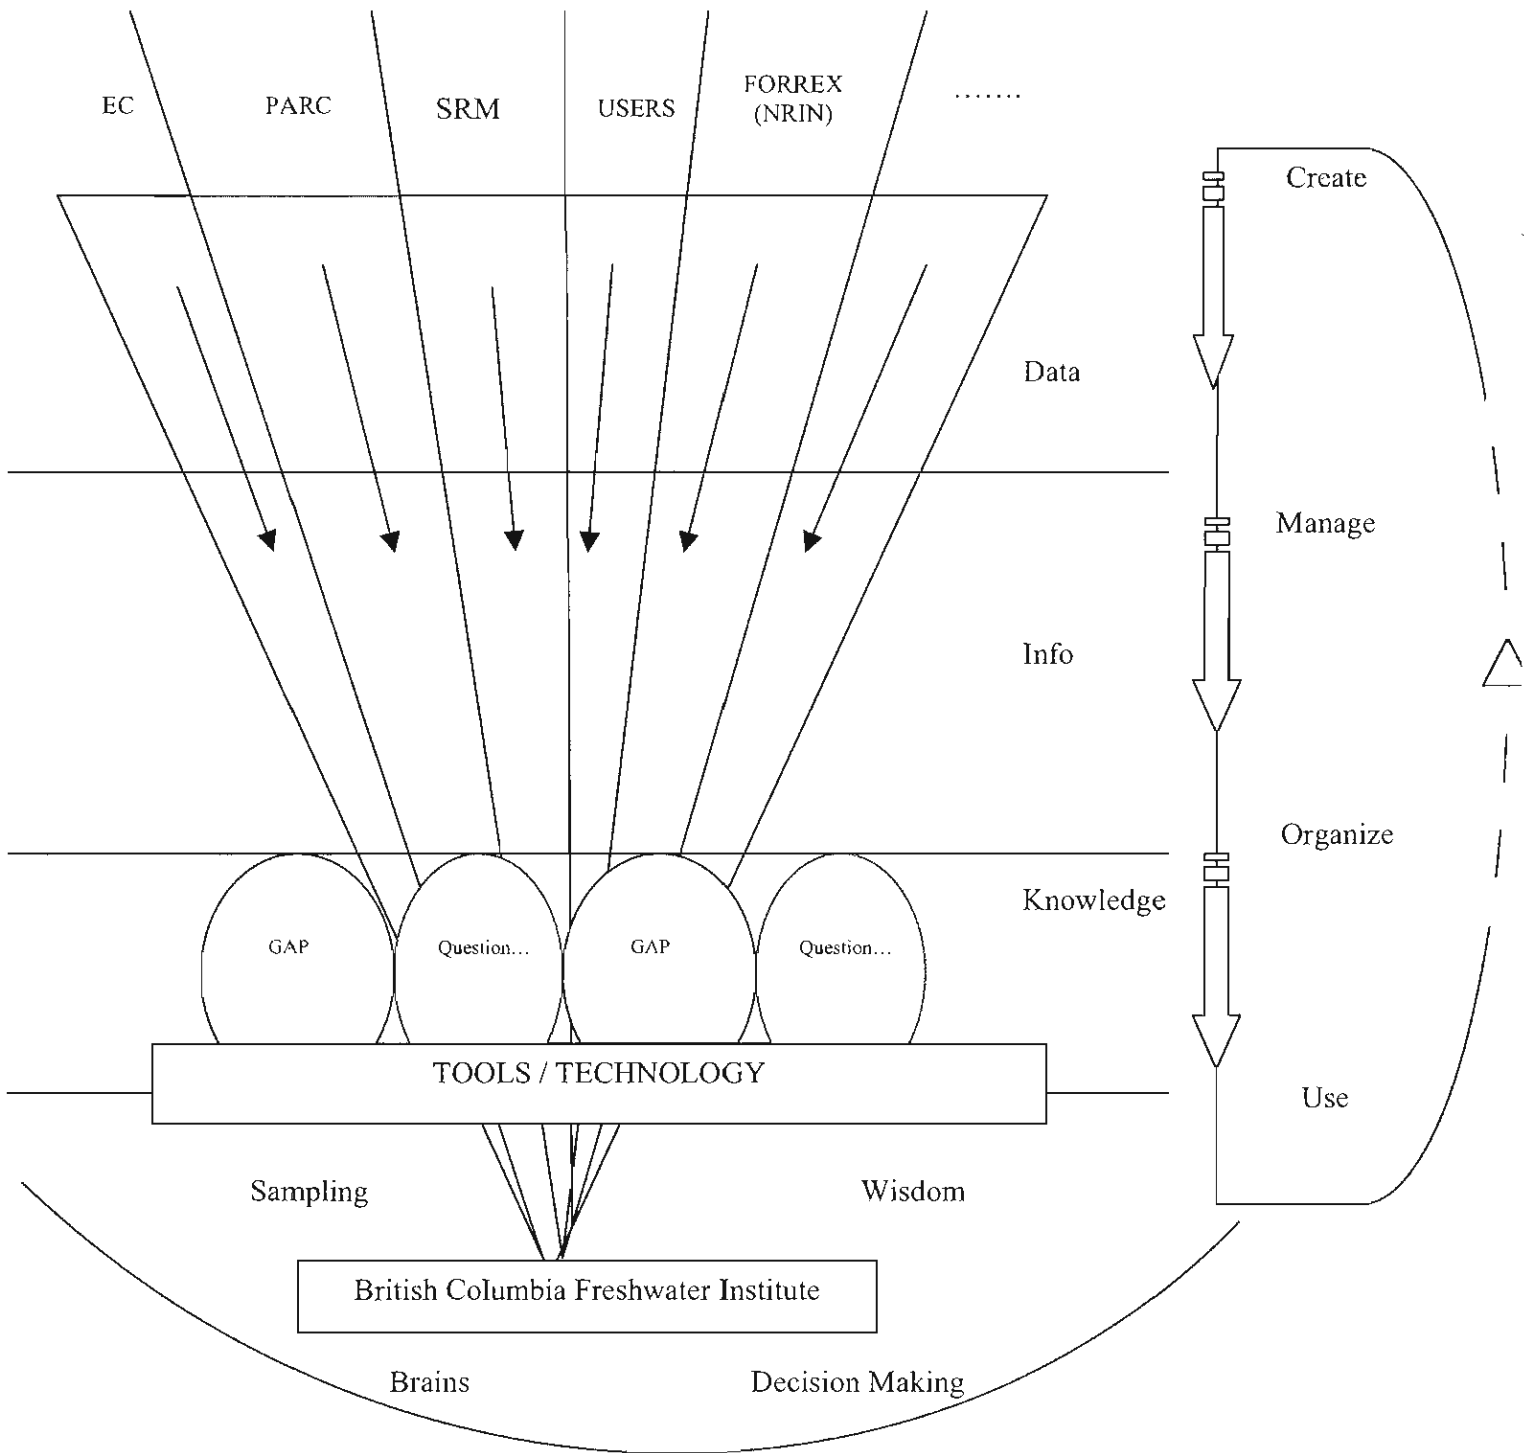 EC
PARC
SRM
USERS
FORREX
(NRIN)
.......
Create
Data
Manage
Info
Organize
Knowledge
GAP
Question...
GAP
Question...
TOOLS / TECHNOLOGY
Use
Sampling
Wisdom
British Columbia Freshwater Institute
Brains
Decision Making